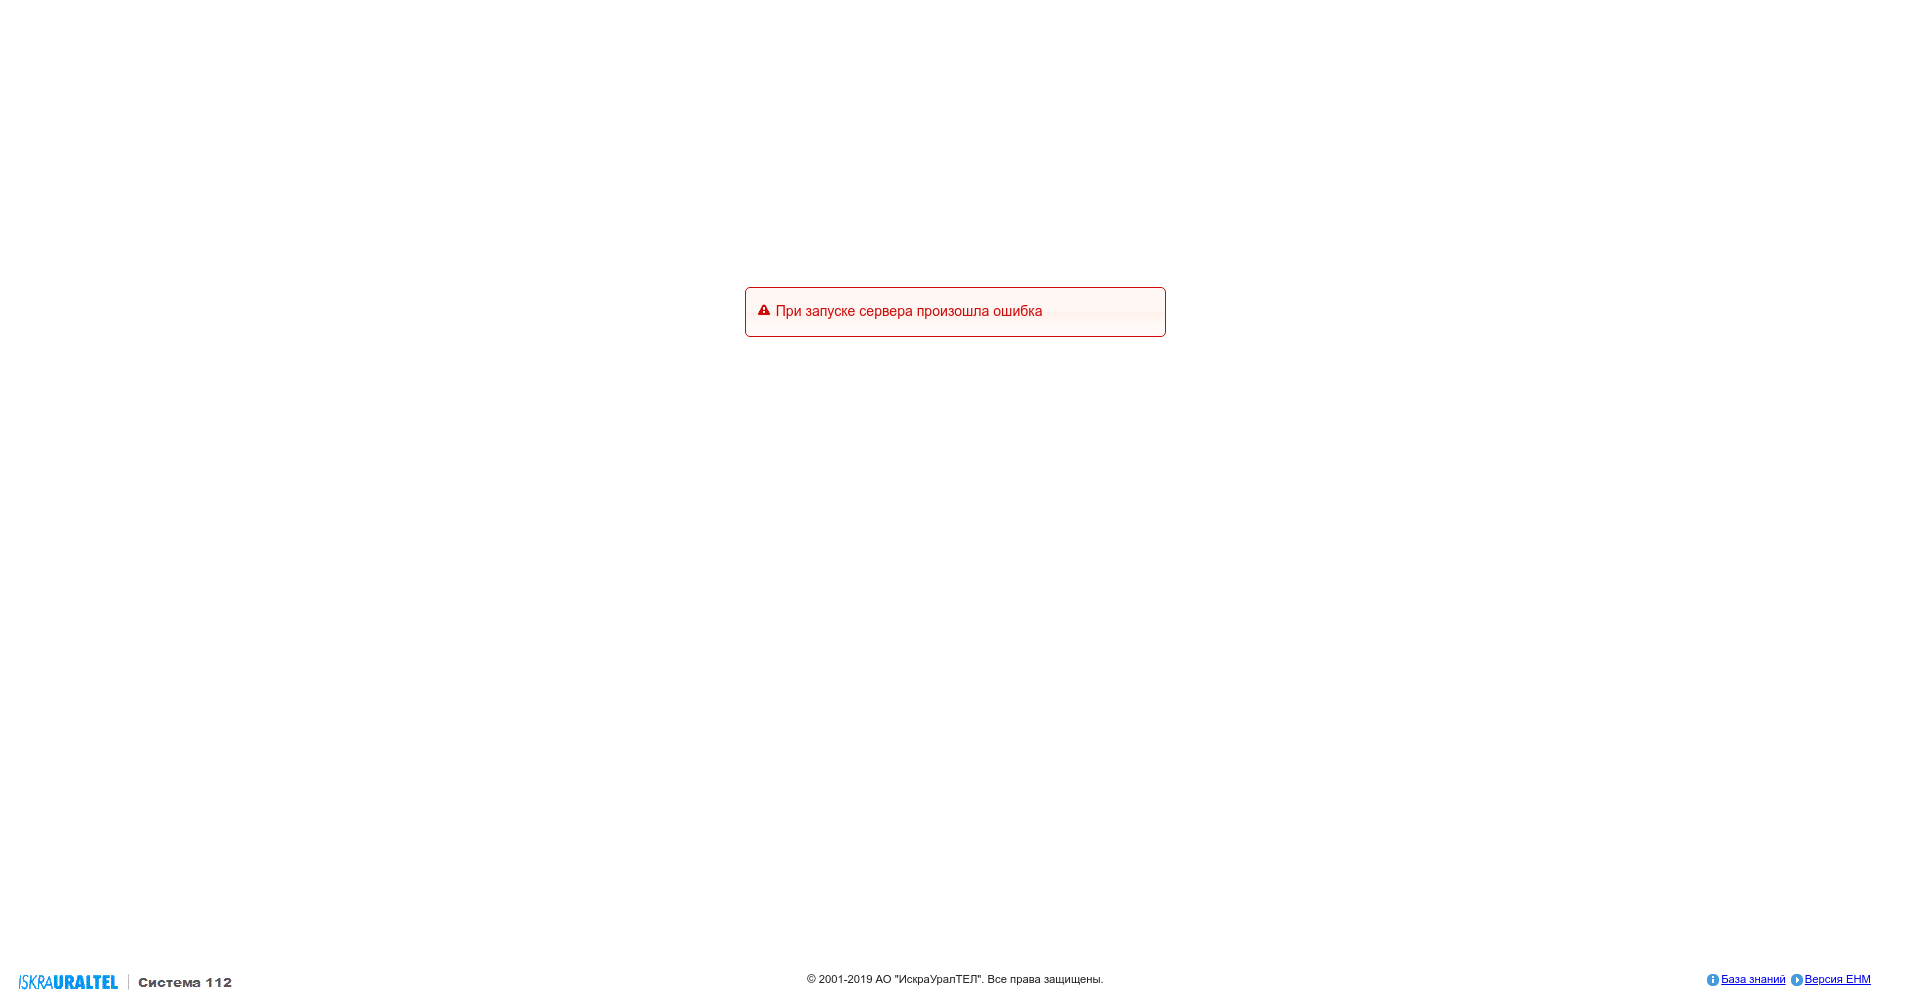 При запуске сервера произошла ошибка
ISKRAURALTEL | Система 112
© 2001-2019 АО "ИскраУралТЕЛ". Все права защищены.
База знаний Версия ЕНМ